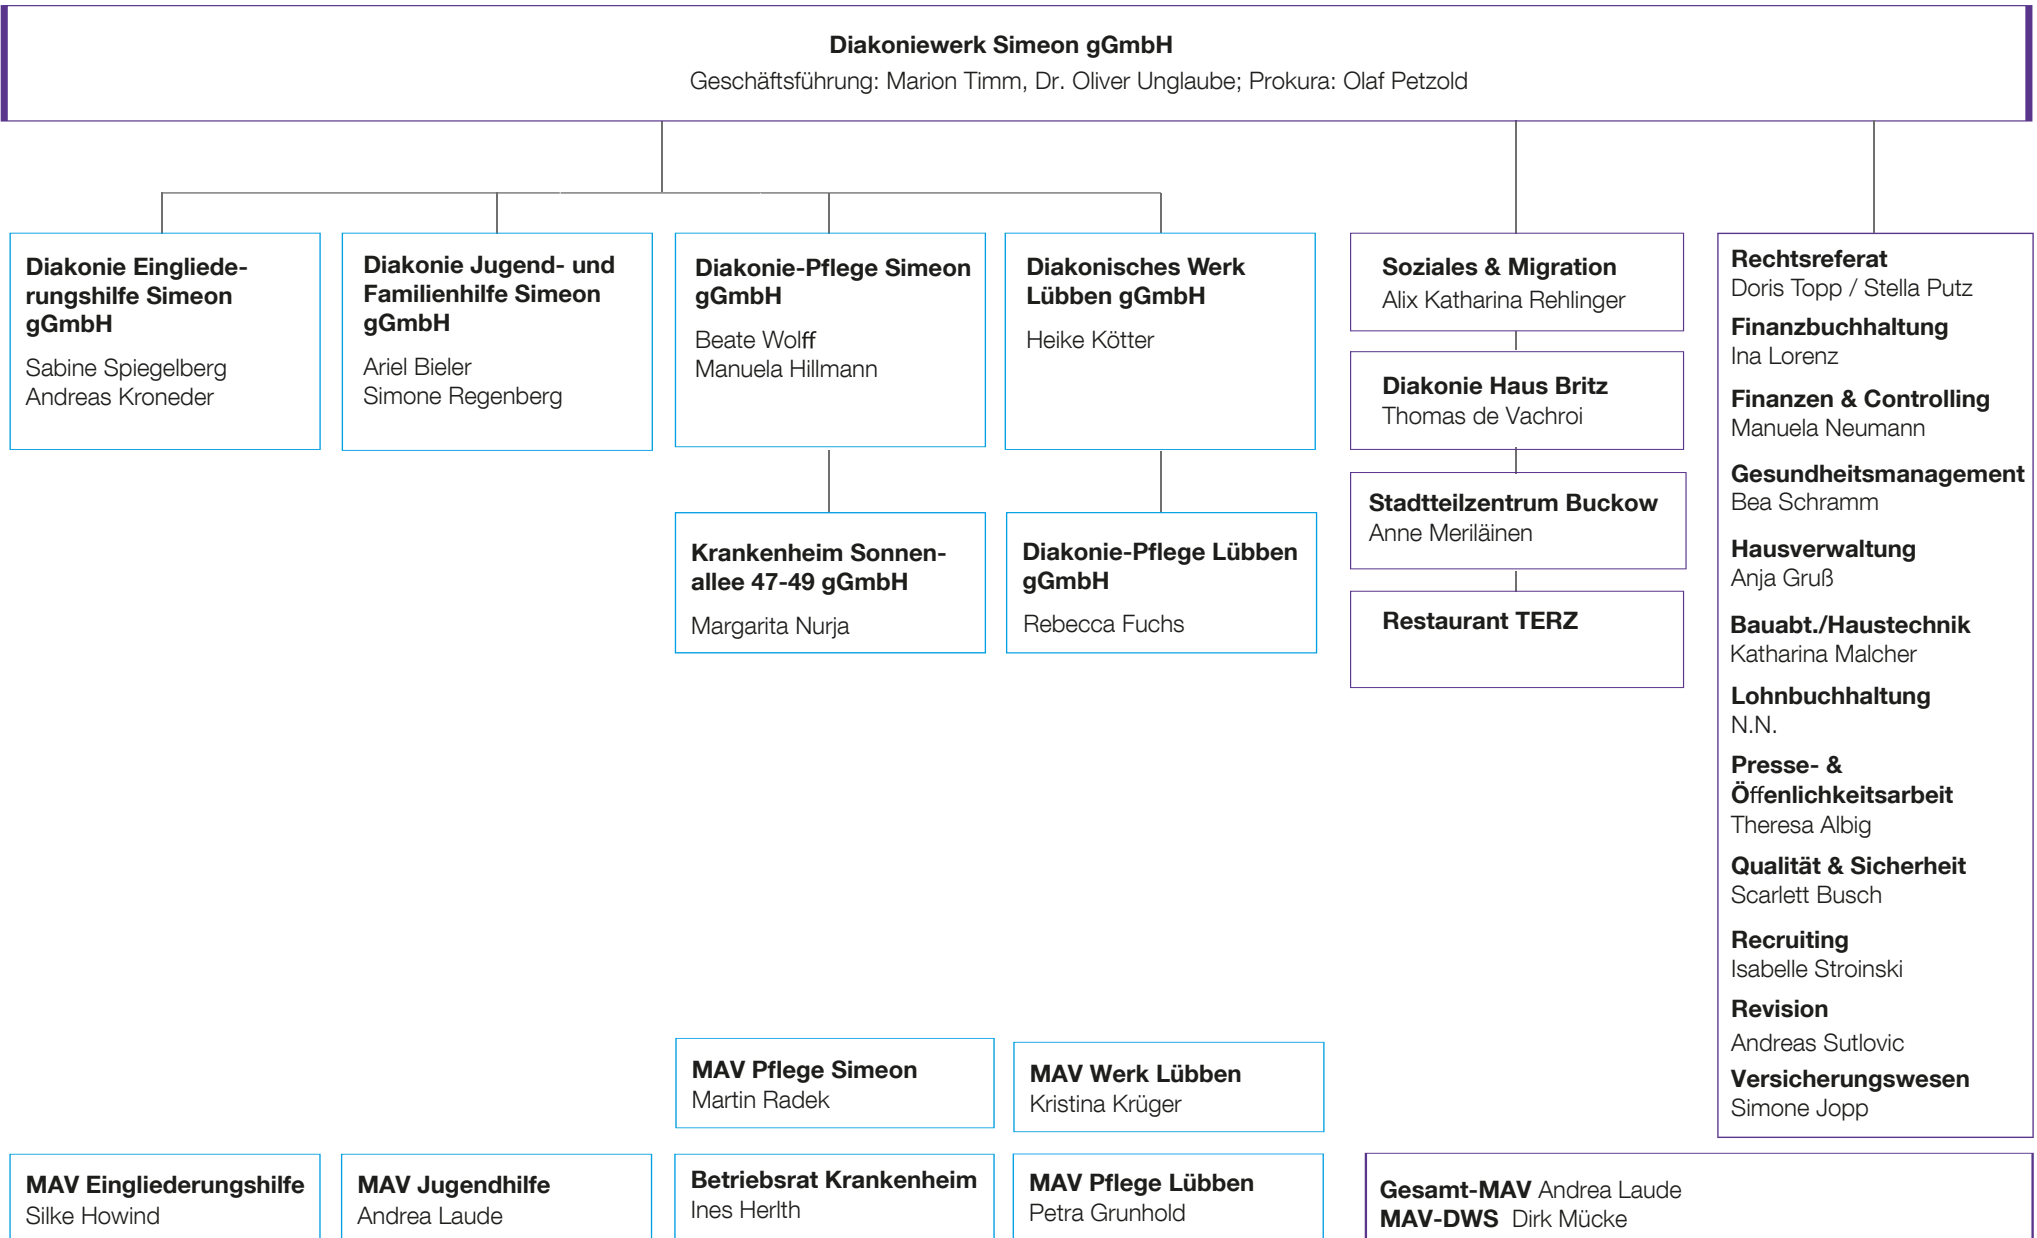 Diakoniewerk Simeon gGmbH
Geschäftsführung: Marion Timm, Dr. Oliver Unglaube; Prokura: Olaf Petzold
Diakonie Eingliede-
rungshilfe Simeon
gGmbH
Sabine Spiegelberg
Andreas Kroneder
Diakonie Jugend- und
Familienhilfe Simeon
gGmbH
Ariel Bieler
Simone Regenberg
Diakonie-Pflege Simeon
gGmbH
Beate Wolff
Manuela Hillmann
Diakonisches Werk
Lübben gGmbH
Heike Kötter
Krankenheim Sonnen-
allee 47-49 gGmbH
Margarita Nurja
Diakonie-Pflege Lübben
gGmbH
Rebecca Fuchs
Soziales & Migration
Alix Katharina Rehlinger
Diakonie Haus Britz
Thomas de Vachroi
Stadtteilzentrum Buckow
Anne Meriläinen
Restaurant TERZ
Rechtsreferat
Doris Topp / Stella Putz
Finanzbuchhaltung
Ina Lorenz
Finanzen & Controlling
Manuela Neumann
Gesundheitsmanagement
Bea Schramm
Hausverwaltung
Anja Gruß
Bauabt./Haustechnik
Katharina Malcher
Lohnbuchhaltung
N.N.
Presse- &
Öffenlichkeitsarbeit
Theresa Albig
Qualität & Sicherheit
Scarlett Busch
Recruiting
Isabelle Stroinski
Revision
Andreas Sutlovic
Versicherungswesen
Simone Jopp
MAV Pflege Simeon
Martin Radek
MAV Werk Lübben
Kristina Krüger
MAV Eingliederungshilfe
Silke Howind
MAV Jugendhilfe
Andrea Laude
Betriebsrat Krankenheim
Ines Herlth
MAV Pflege Lübben
Petra Grunhold
Gesamt-MAV Andrea Laude
MAV-DWS Dirk Mücke